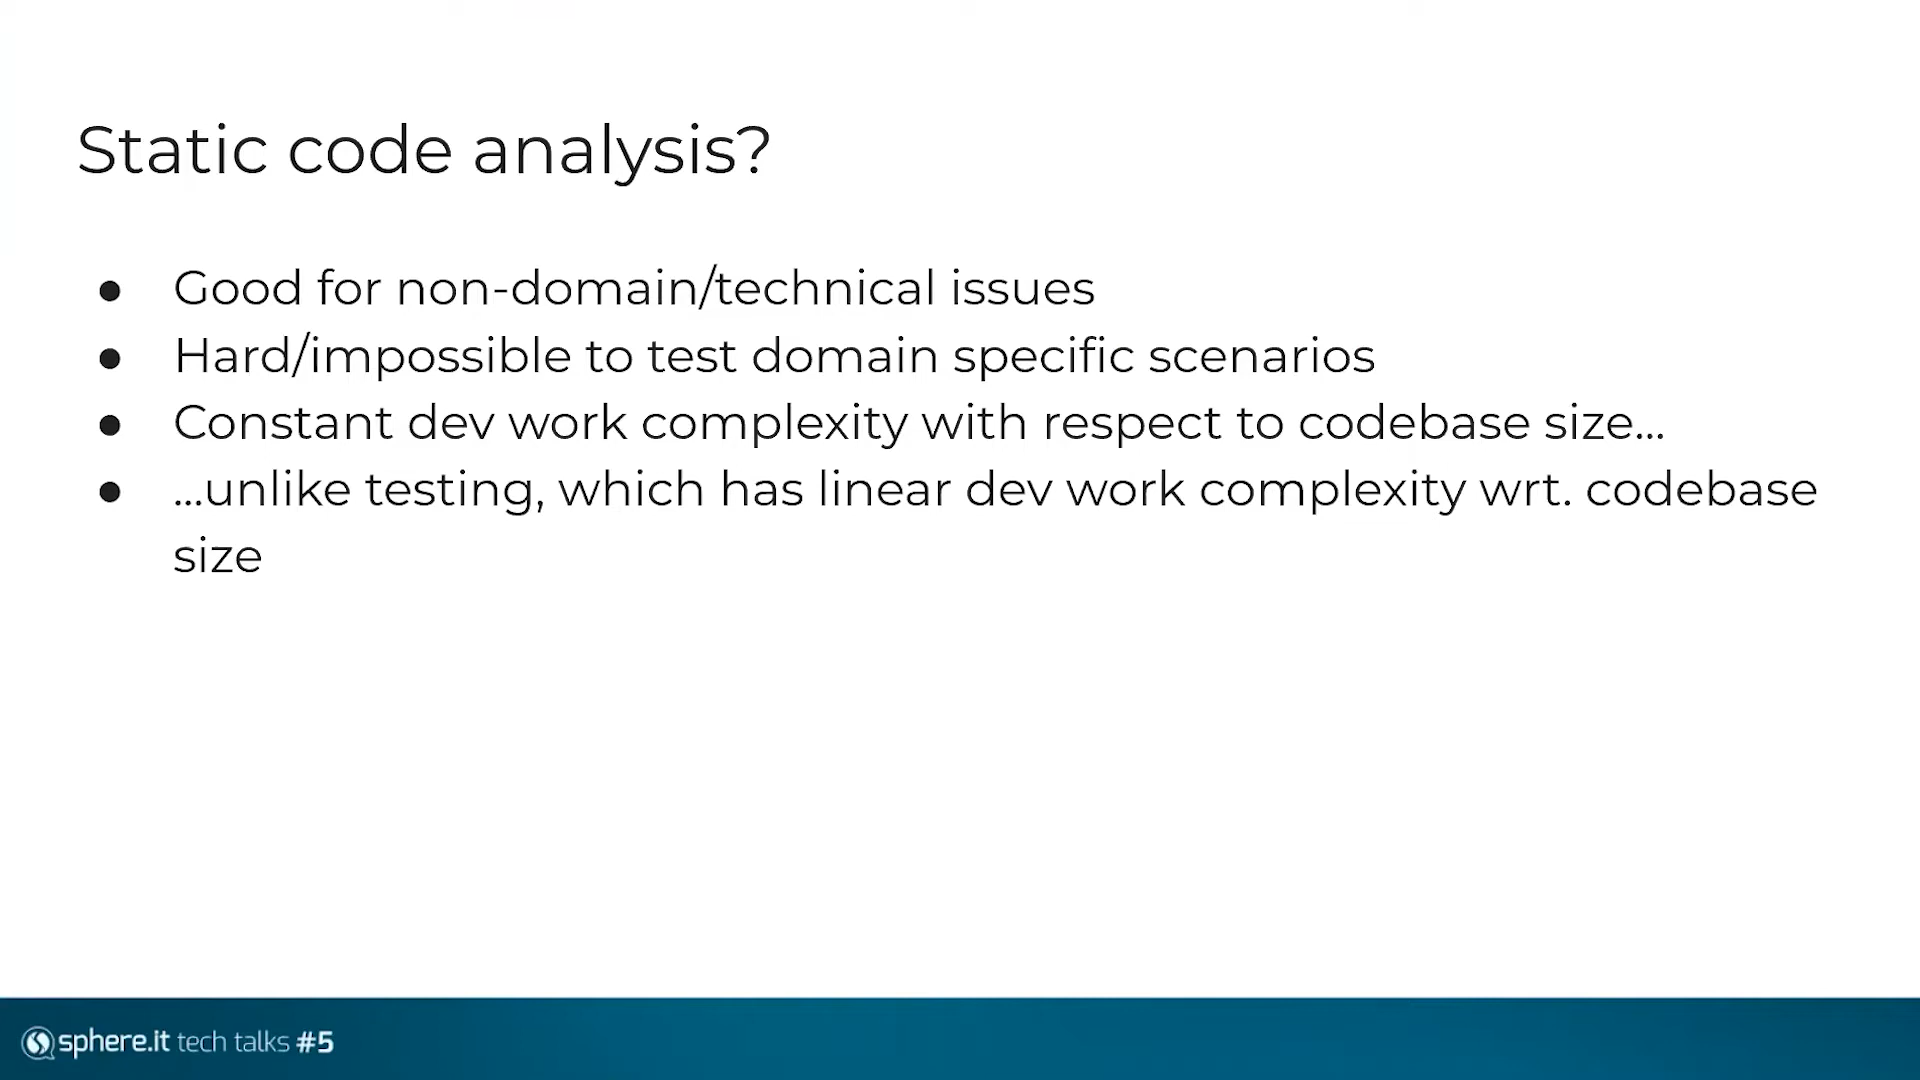 Static code analysis?
● Good for non-domain/technical issues
● Hard/impossible to test domain specific scenarios
● Constant dev work complexity with respect to codebase size...
● ...unlike testing, which has linear dev work complexity wrt. codebase
size
sphere.it tech talks #5